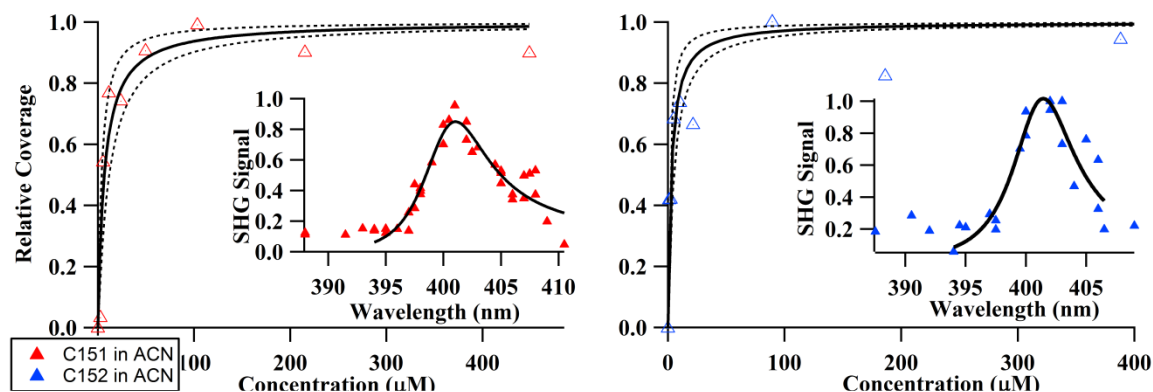 1.0
0.8
0.6
0.4
0.2
0.0
Relative Coverage
100
200
300
400
Concentration (µM)
1.0
0.8
0.6
0.4
0.2
0.0
SHG Signal
390 395 400 405 410
Wavelength (nm)
C151 in ACN
C152 in ACN
1.0
0.8
0.6
0.4
0.2
0.0
0 100 200 300 400
Concentration (µM)
1.0
0.8
0.6
0.4
0.2
SHG Signal
390 395 400 405
Wavelength (nm)